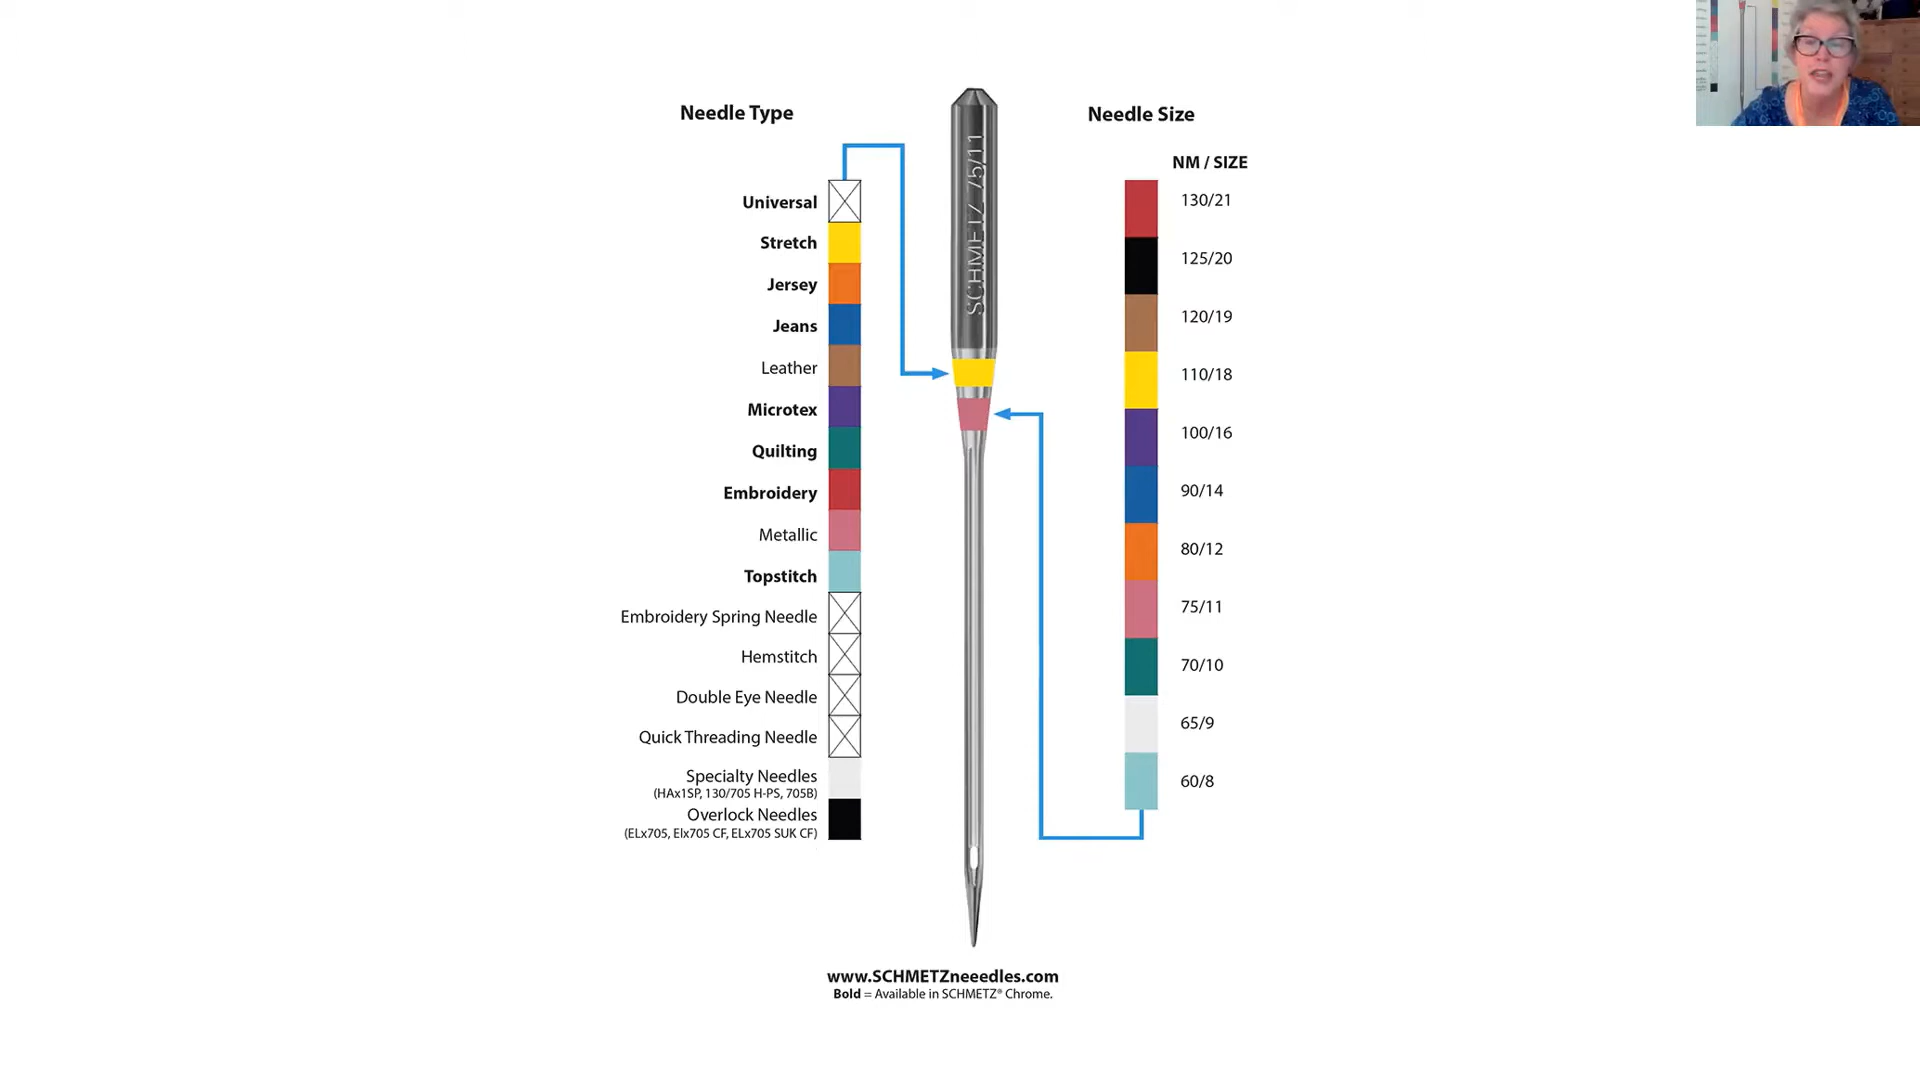 Needle Type
Universal
Stretch
Jersey
Jeans
Leather
Microtex
Quilting
Embroidery
Metallic
Topstitch
Embroidery Spring Needle
Hemstitch
Double Eye Needle
Quick Threading Needle
Specialty Needles
(HAx1SP, 130/705 H-PS, 705B)
Overlock Needles
(ELx705, Elx705 CF, ELx705 SUK CF)
SCHMETZ 75/11
Needle Size
NM / SIZE
130/21
125/20
120/19
110/18
100/16
90/14
80/12
75/11
70/10
65/9
60/8
www.SCHMETZneeedles.com
Bold = Available in SCHMETZ® Chrome.